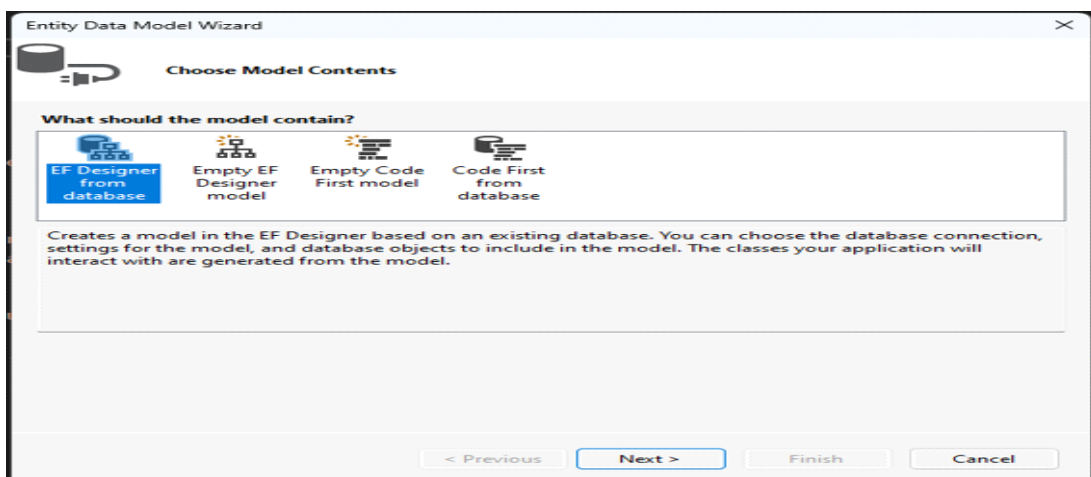 Entity Data Model Wizard
Choose Model Contents
What should the model contain?
EF Designer
from
database
Empty EF
Designer
model
Empty Code
First model
Code First
from
database
Creates a model in the EF Designer based on an existing database. You can choose the database connection,
settings for the model, and database objects to include in the model. The classes your application will
interact with are generated from the model.
< Previous
Next >
Finish
Cancel